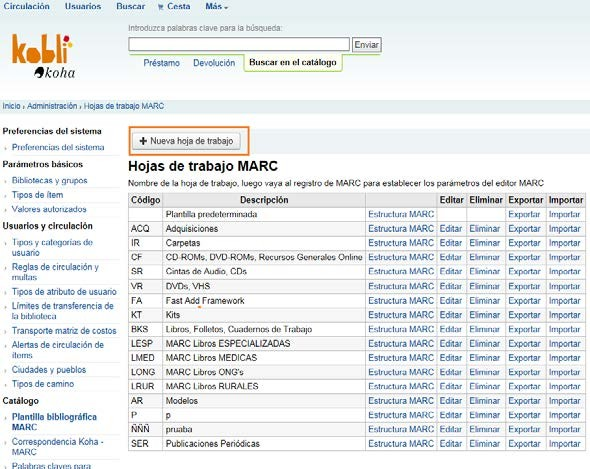 Circulación Usuarios Buscar Cesta Más
Introduzca palabras clave para la búsqueda:
kobli
koha
Enviar
Préstamo Devolución Buscar en el catálogo
Inicio › Administración › Hojas de trabajo MARC
Preferencias del sistema
› Preferencias del sistema
Parámetros básicos
› Bibliotecas y grupos
› Tipos de ítem
› Valores autorizados
Usuarios y circulación
› Tipos y categorías de
usuario
› Reglas de circulación y
multas
› Tipos de atributo de usuario
› Límites de transferencia de
la biblioteca
› Transporte matriz de costos
› Alertas de circulación de
ítems
› Ciudades y pueblos
› Tipos de camino
Catálogo
› Plantilla bibliográfica
MARC
› Correspondencia Koha -
MARC
› Palabras claves para
+ Nueva hoja de trabajo
Hojas de trabajo MARC
Nombre de la hoja de trabajo, luego vaya al registro de MARC para establecer los parámetros del editor MARC
Código Descripción Editar Eliminar Exportar Importar
Plantilla predeterminada Estructura MARC Exportar Importar
ACQ Adquisiciones Estructura MARC Editar Eliminar Exportar Importar
IR Carpetas Estructura MARC Editar Eliminar Exportar Importar
CF CD-ROMs, DVD-ROMs, Recursos Generales Online Estructura MARC Editar Eliminar Exportar Importar
SR Cintas de Audio, CDs Estructura MARC Editar Eliminar Exportar Importar
VR DVDs, VHS Estructura MARC Editar Eliminar Exportar Importar
FA Fast Add Framework Estructura MARC Editar Eliminar Exportar Importar
KT Kits Estructura MARC Editar Eliminar Exportar Importar
BKS Libros, Folletos, Cuadernos de Trabajo Estructura MARC Editar Eliminar Exportar Importar
LESP MARC Libros ESPECIALIZADAS Estructura MARC Editar Eliminar Exportar Importar
LMED MARC Libros MEDICAS Estructura MARC Editar Eliminar Exportar Importar
LONG MARC Libros ONG's Estructura MARC Editar Eliminar Exportar Importar
LRUR MARC Libros RURALES Estructura MARC Editar Eliminar Exportar Importar
AR Modelos Estructura MARC Editar Eliminar Exportar Importar
P p Estructura MARC Editar Eliminar Exportar Importar
ÑÑÑ pruaba Estructura MARC Editar Eliminar Exportar Importar
SER Publicaciones Periódicas Estructura MARC Editar Eliminar Exportar Importar